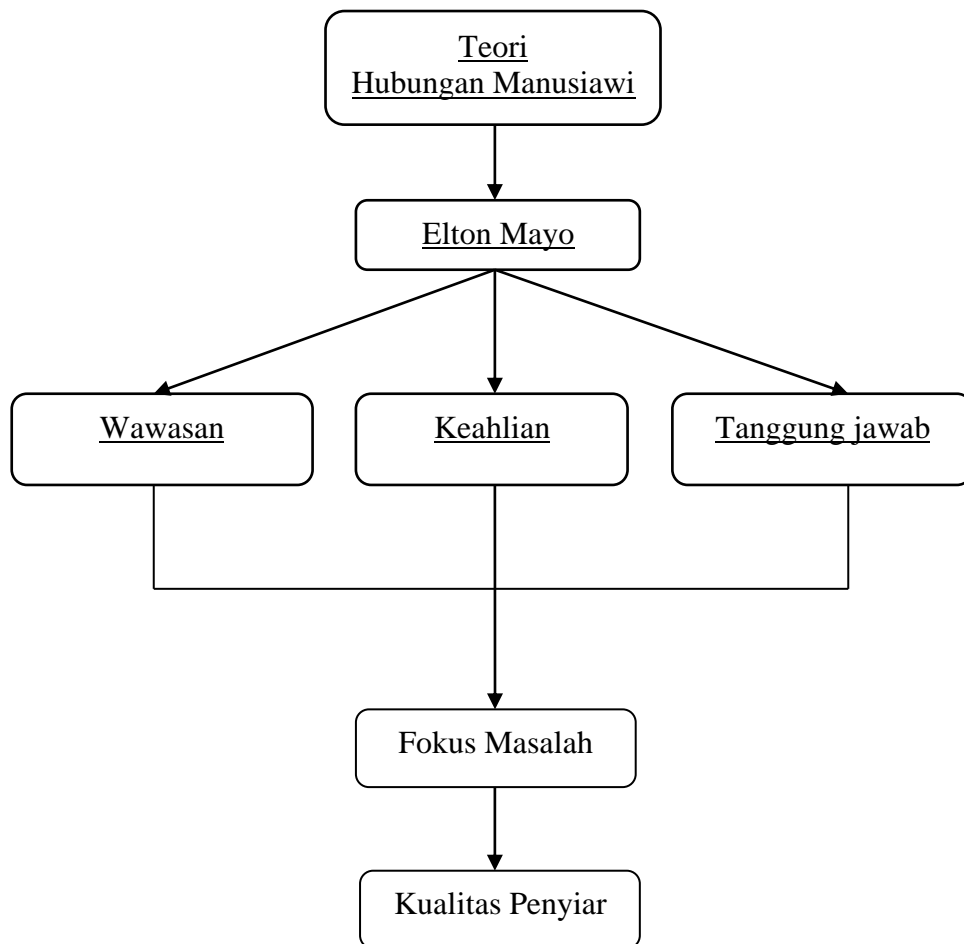 Teori
Hubungan Manusiawi
Elton Mayo
Wawasan
Keahlian
Tanggung jawab
Fokus Masalah
Kualitas Penyiar